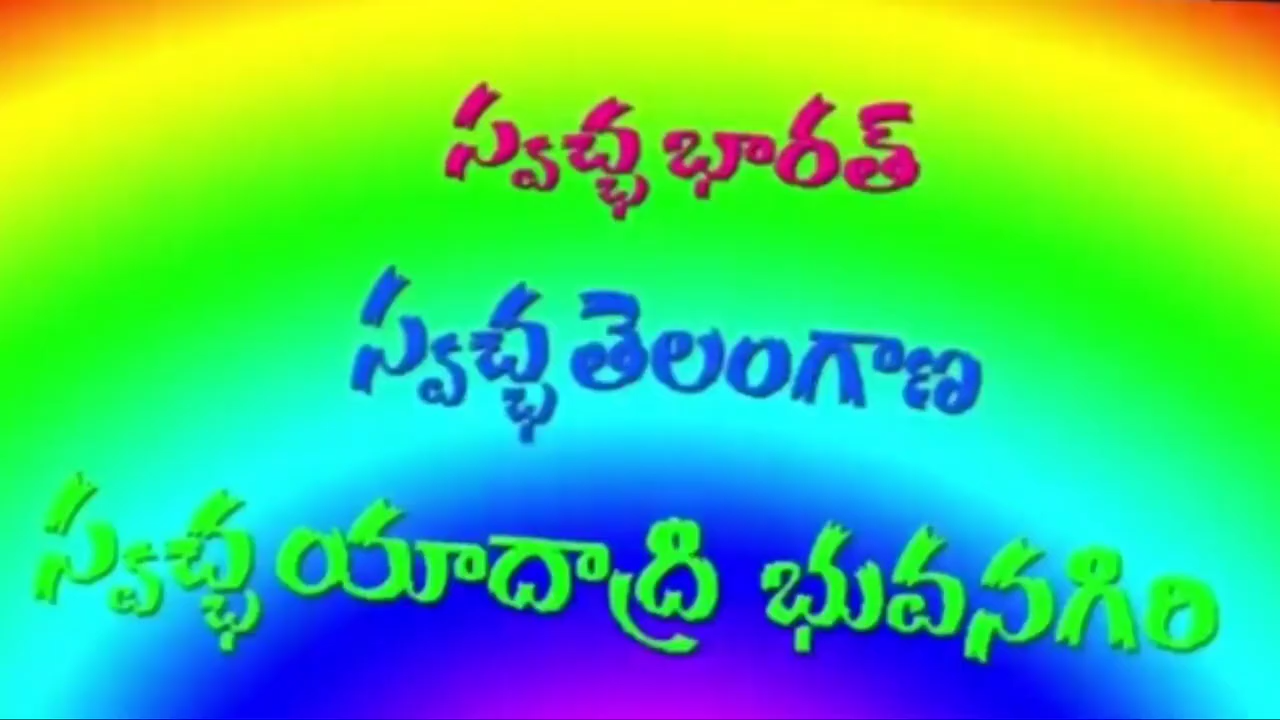 స్వచ్ఛ భారత్
స్వచ్ఛ తెలంగాణ
స్వచ్ఛ యాదాద్రి భువనగిరి